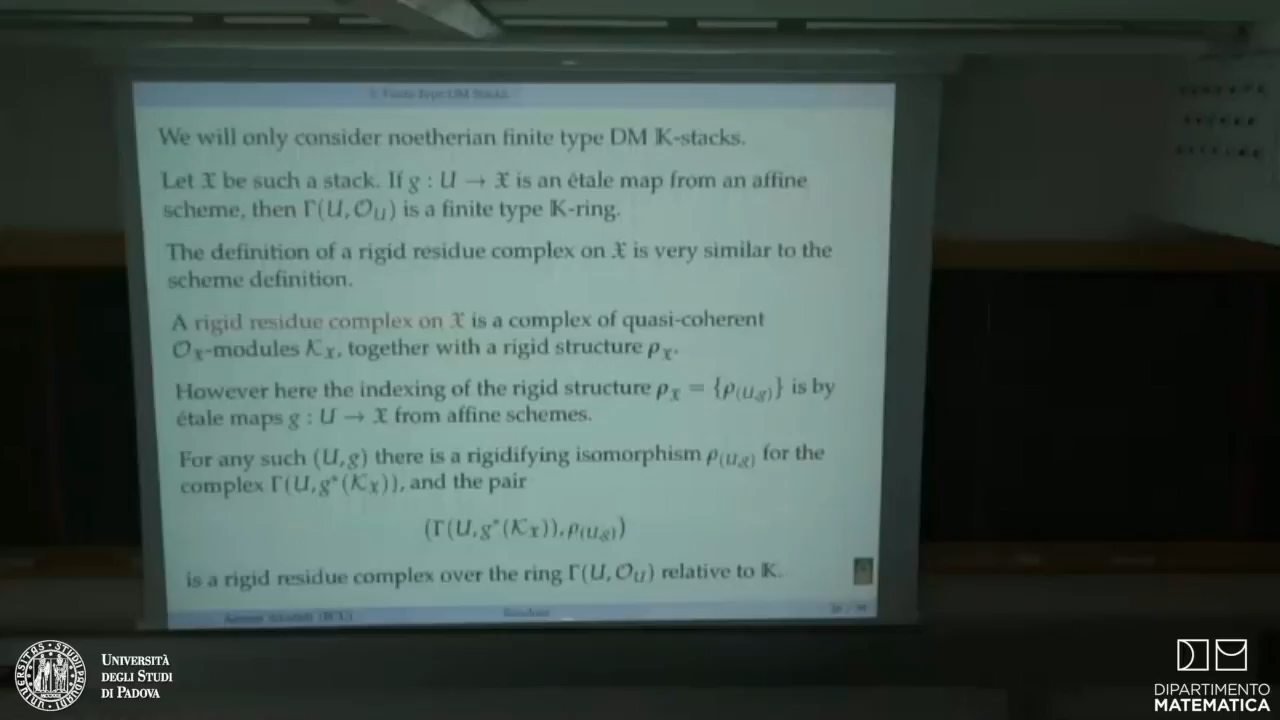 We will only consider noetherian finite type DM 𝕂-stacks.
Let 𝔛 be such a stack. If g : U → 𝔛 is an étale map from an affine
scheme, then Γ(U, O_U) is a finite type 𝕂-ring.
The definition of a rigid residue complex on 𝔛 is very similar to the
scheme definition.
A rigid residue complex on 𝔛 is a complex of quasi-coherent
O_𝔛-modules K_𝔛, together with a rigid structure ρ_𝔛.
However here the indexing of the rigid structure ρ_𝔛 = {ρ_(U,g)} is by
étale maps g : U → 𝔛 from affine schemes.
For any such (U, g) there is a rigidifying isomorphism ρ_(U,g) for the
complex Γ(U, g*(K_𝔛)), and the pair
(Γ(U, g*(K_𝔛)), ρ_(U,g))
is a rigid residue complex over the ring Γ(U, O_U) relative to 𝕂.
UNIVERSITÀ
DEGLI STUDI
DI PADOVA
DIPARTIMENTO
MATEMATICA